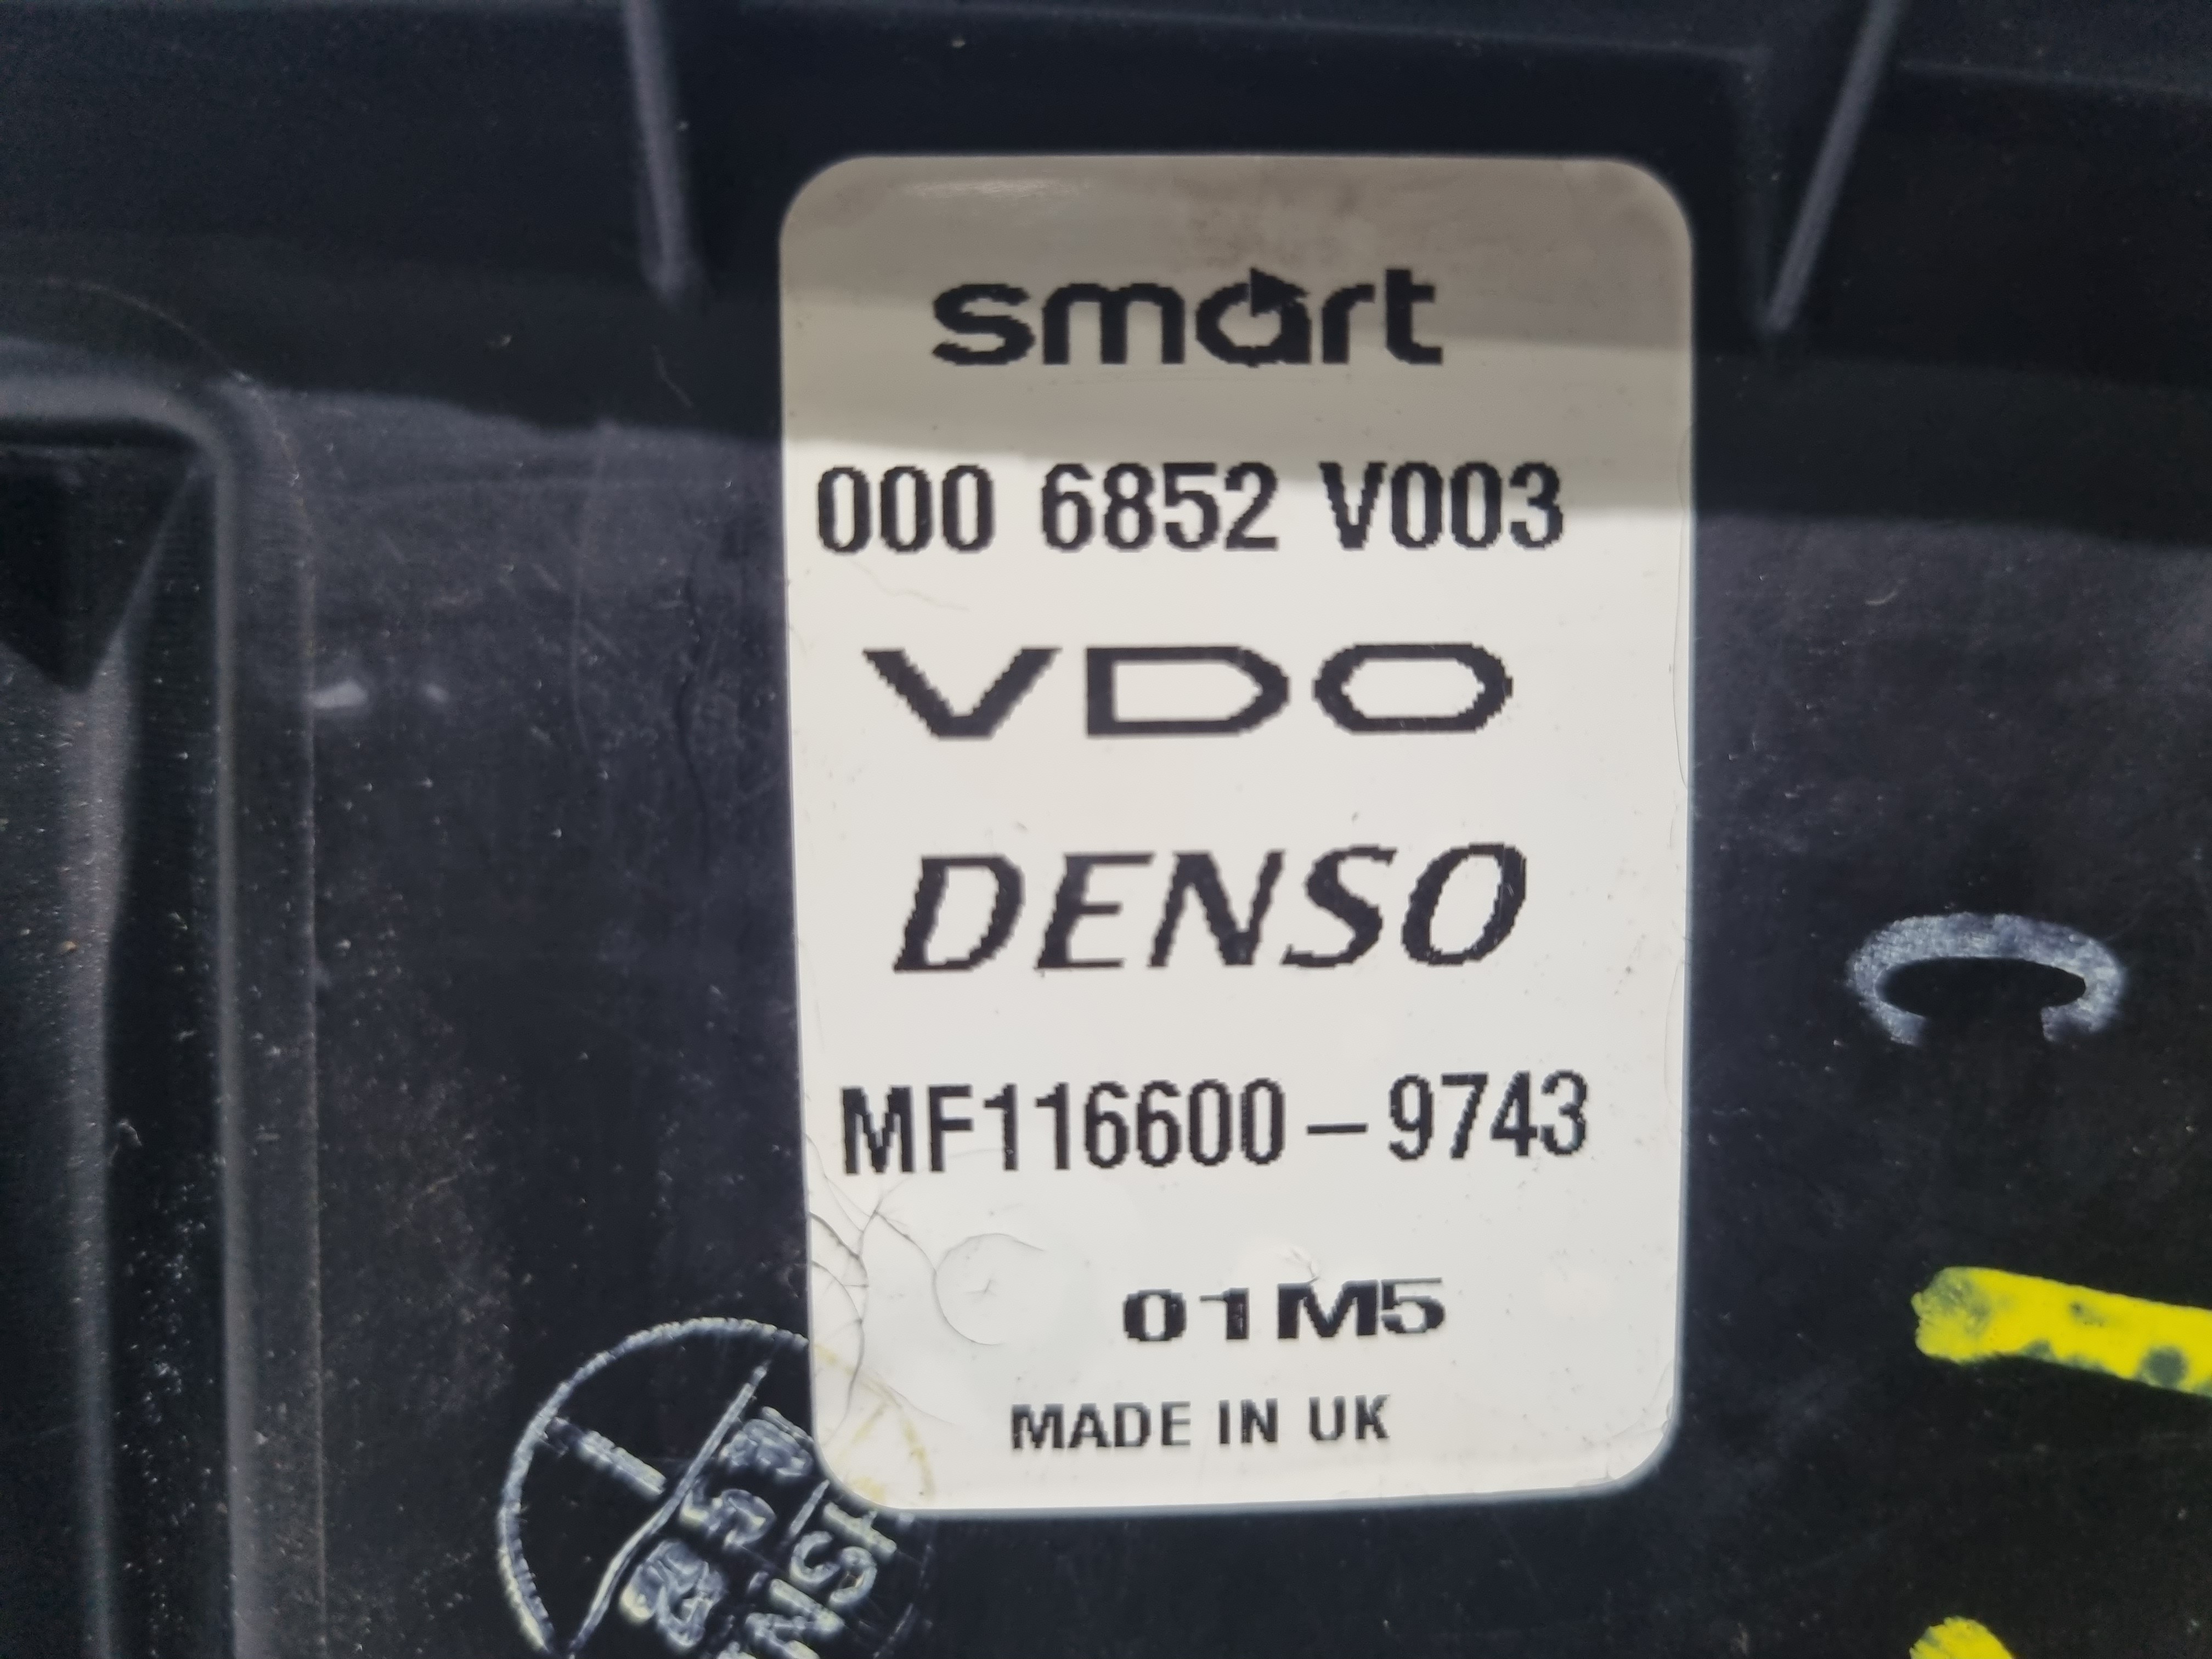 smart
000 6852 V003
VDO
DENSO
MF116600-9743
01M5
MADE IN UK